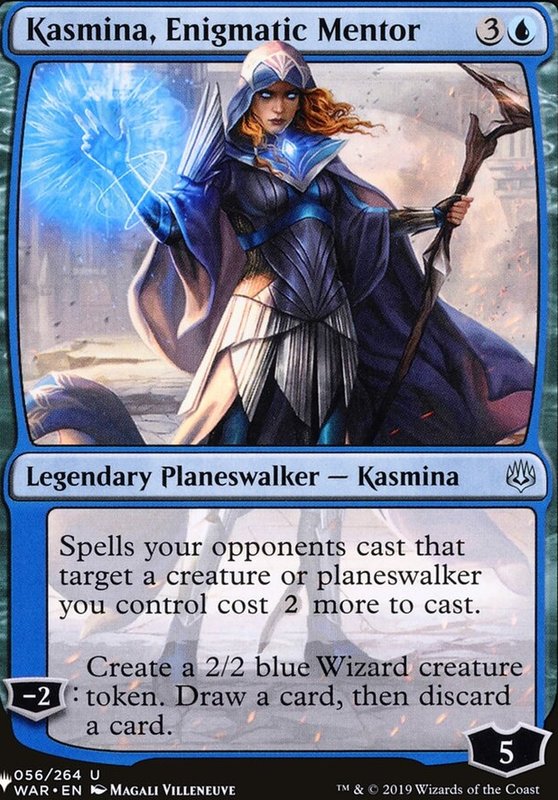 Kasmina, Enigmatic Mentor 3
Legendary Planeswalker — Kasmina
Spells your opponents cast that
target a creature or planeswalker
you control cost 2 more to cast.
-2: Create a 2/2 blue Wizard creature
token. Draw a card, then discard
a card.
5
056/264 U
WAR • EN Magali Villeneuve
™ & © 2019 Wizards of the Coast